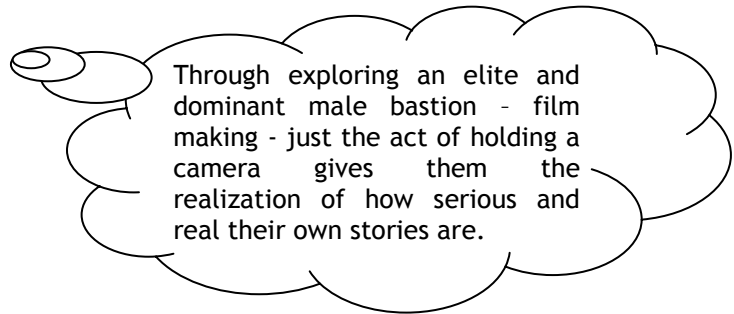 Through exploring an elite and
dominant male bastion – film
making - just the act of holding a
camera gives them the
realization of how serious and
real their own stories are.